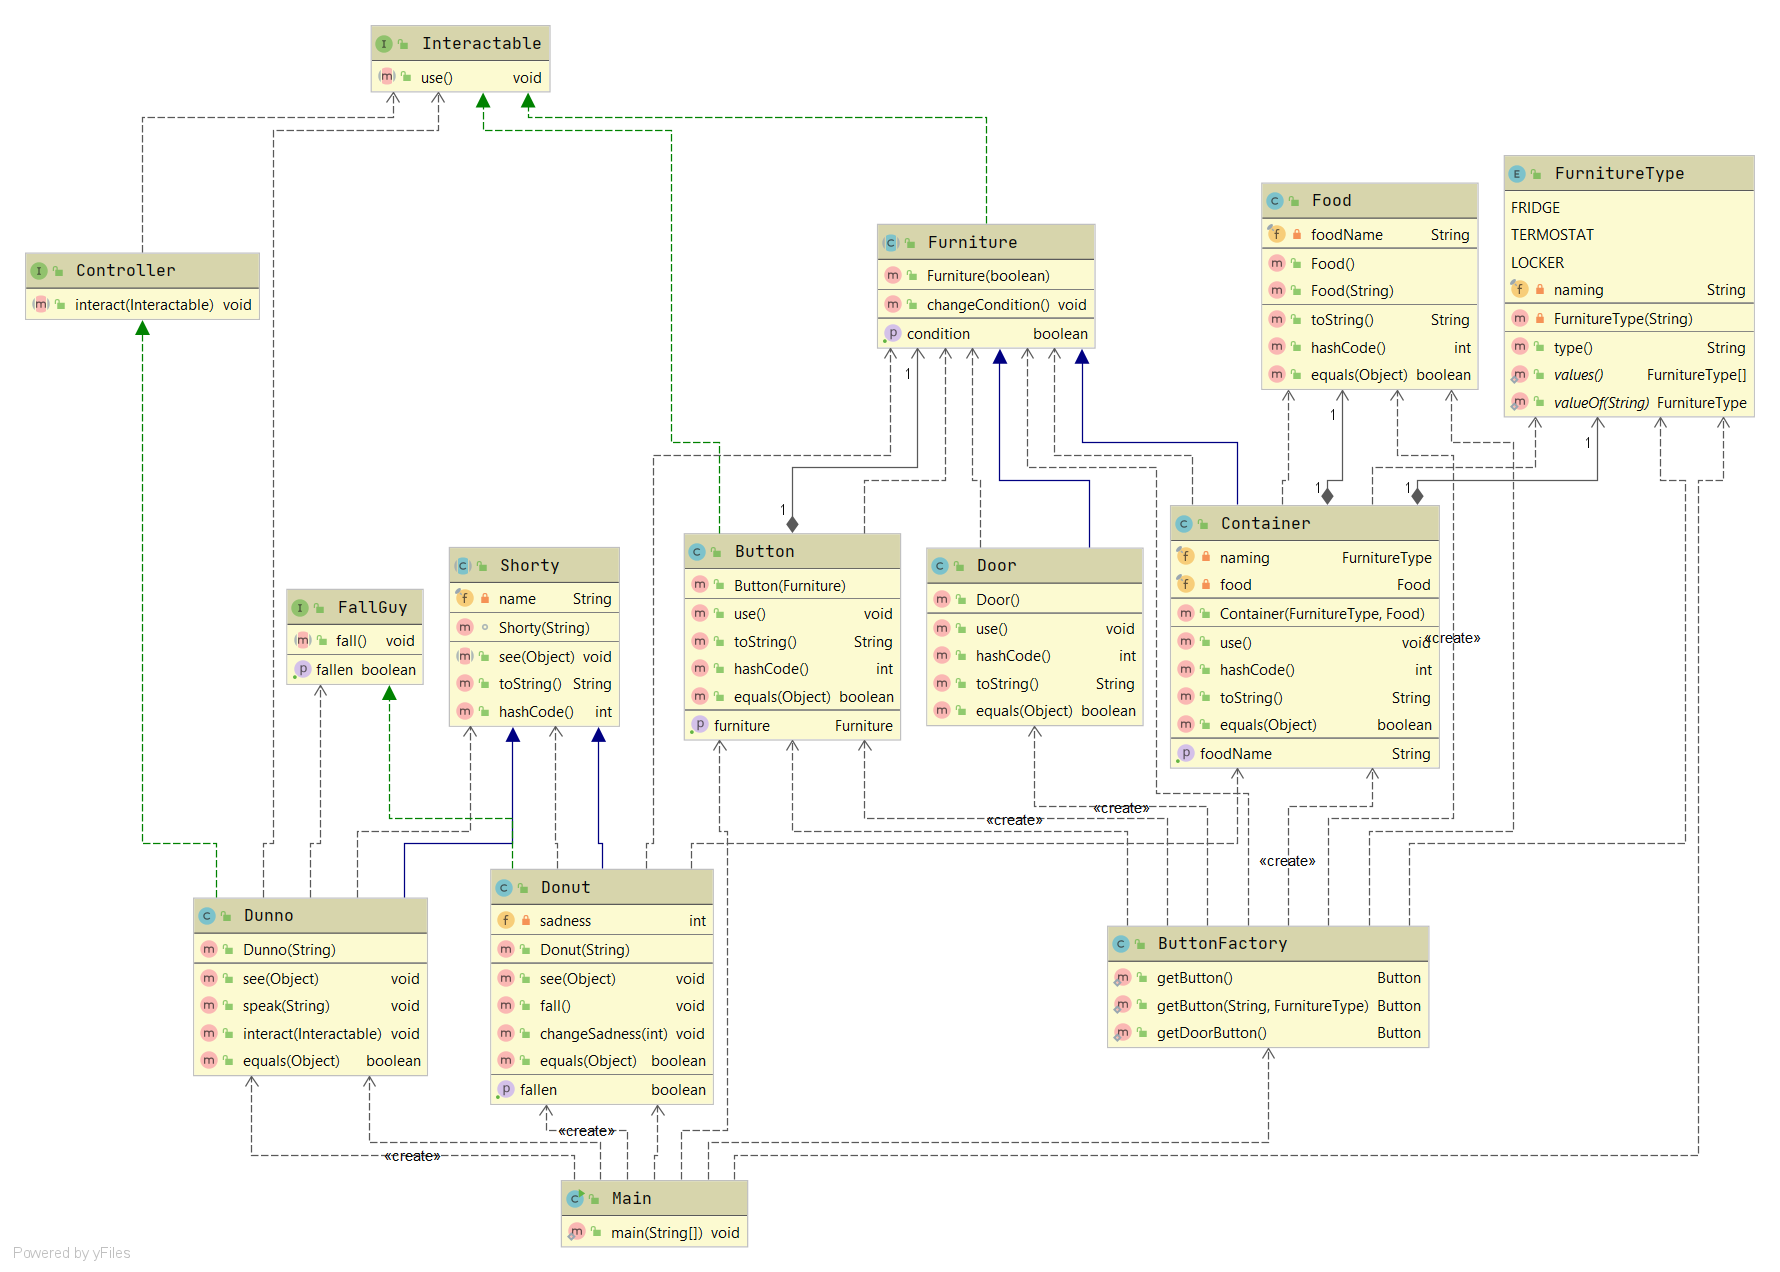 Interactable
use() void
Controller
interact(Interactable) void
Furniture
Furniture(boolean)
changeCondition() void
condition boolean
Food
foodName String
Food()
Food(String)
toString() String
hashCode() int
equals(Object) boolean
FurnitureType
FRIDGE
TERMOSTAT
LOCKER
naming String
FurnitureType(String)
type() String
values() FurnitureType[]
valueOf(String) FurnitureType
1
1
1
1
1
1
FallGuy
fall() void
fallen boolean
Shorty
name String
Shorty(String)
see(Object) void
toString() String
hashCode() int
Button
Button(Furniture)
use() void
toString() String
hashCode() int
equals(Object) boolean
furniture Furniture
Door
Door()
use() void
hashCode() int
toString() String
equals(Object) boolean
Container
naming FurnitureType
food Food
Container(FurnitureType, Food)
use() void
hashCode() int
toString() String
equals(Object) boolean
foodName String
«create»
«create»
«create»
«create»
Dunno
Dunno(String)
see(Object) void
speak(String) void
interact(Interactable) void
equals(Object) boolean
Donut
sadness int
Donut(String)
see(Object) void
fall() void
changeSadness(int) void
equals(Object) boolean
fallen boolean
ButtonFactory
getButton() Button
getButton(String, FurnitureType) Button
getDoorButton() Button
«create»
«create»
Main
main(String[]) void
Powered by yFiles